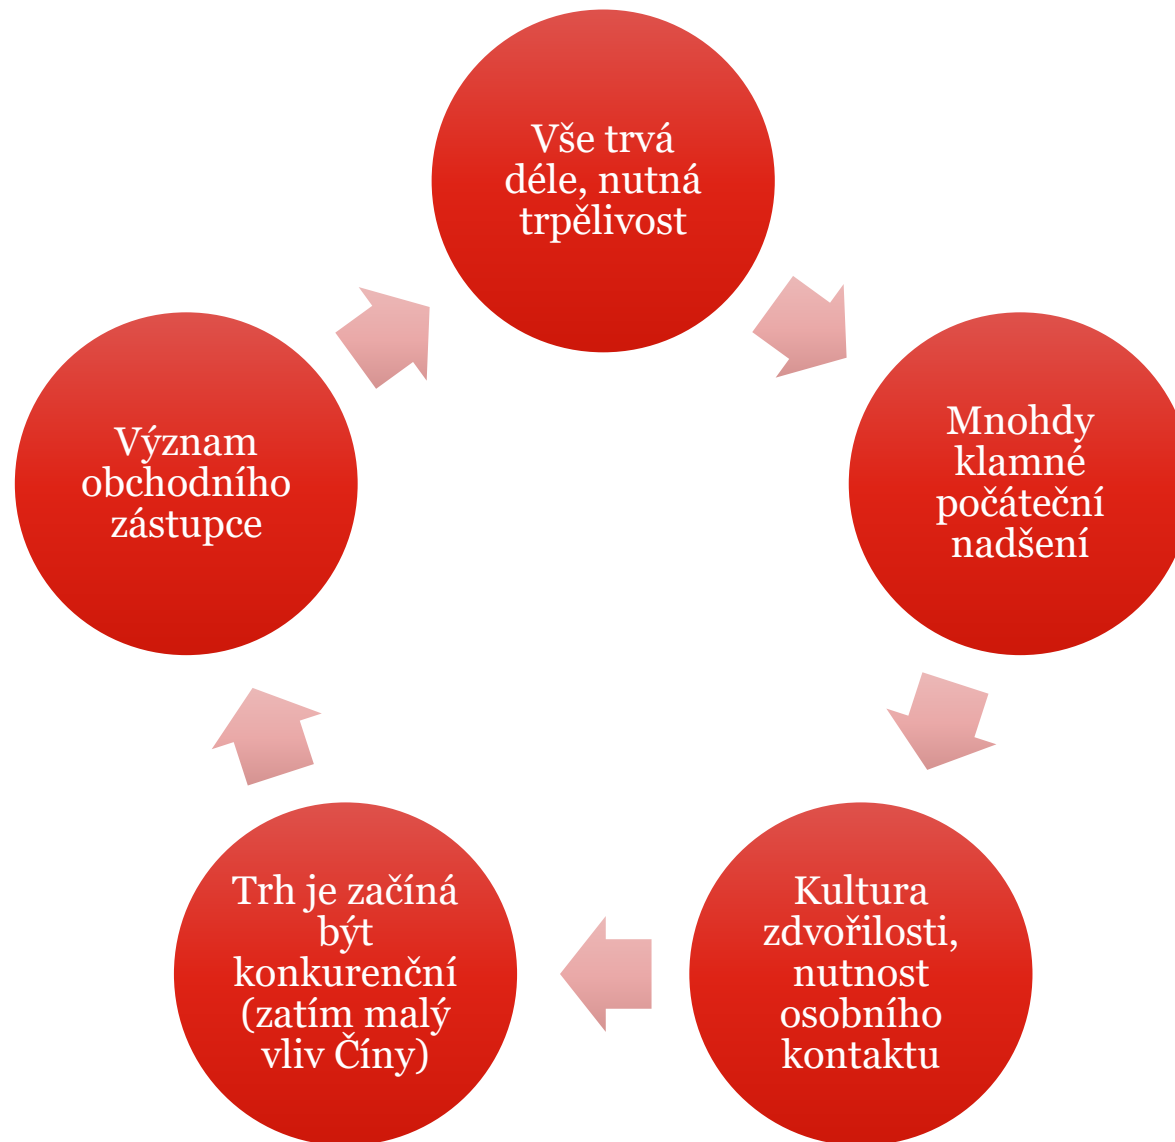 Vše trvá
déle, nutná
trpělivost
Mnohdy
klamné
počáteční
nadšení
Kultura
zdvořilosti,
nutnost
osobního
kontaktu
Trh je začíná
být
konkurenční
(zatím malý
vliv Číny)
Význam
obchodního
zástupce